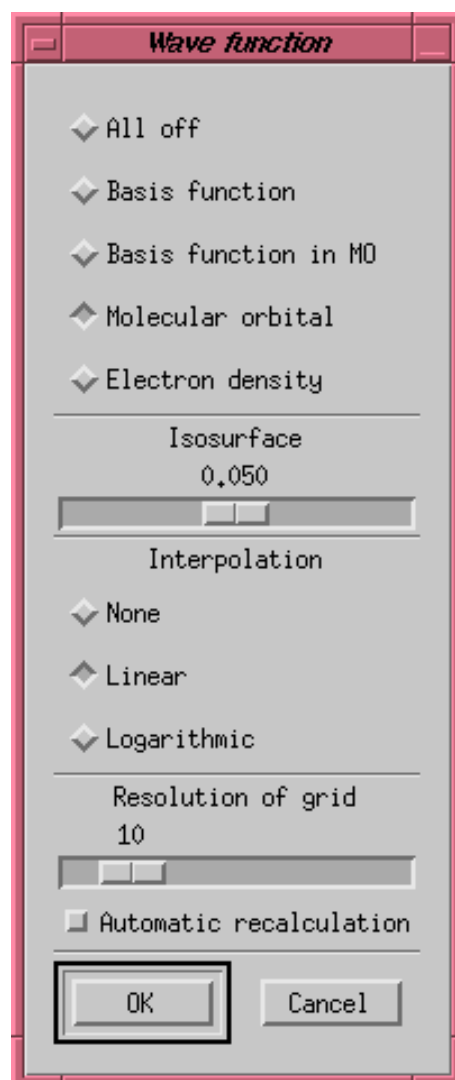 Wave function
All off
Basis function
Basis function in MO
Molecular orbital
Electron density
Isosurface
0.050
Interpolation
None
Linear
Logarithmic
Resolution of grid
10
Automatic recalculation
OK Cancel